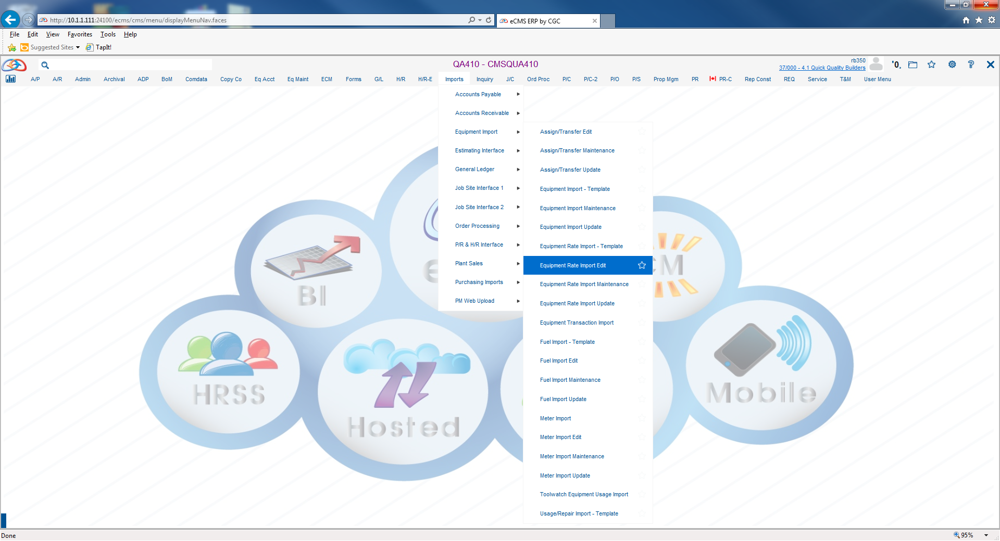 http://10.1.1.111:24100/ecms/cms/menu/displayMenuNav.faces
eCMS ERP by CGC
File Edit View Favorites Tools Help
Suggested Sites TapIt!
QA410 - CMSQUA410
rb350
37/000 - 4.1 Quick Quality Builders
A/P A/R Admin Archival ADP BoM Comdata Copy Co Eq Acct Eq Maint ECM Forms G/L H/R H/R-E Imports Inquiry J/C Ord Proc P/C P/C-2 P/O P/S Prop Mgm PR PR-C Rep Const REQ Service T&M User Menu
Accounts Payable
Accounts Receivable
Equipment Import
Estimating Interface
General Ledger
Job Site Interface 1
Job Site Interface 2
Order Processing
P/R & H/R Interface
Plant Sales
Purchasing Imports
PM Web Upload
Assign/Transfer Edit
Assign/Transfer Maintenance
Assign/Transfer Update
Equipment Import - Template
Equipment Import Maintenance
Equipment Import Update
Equipment Rate Import - Template
Equipment Rate Import Edit
Equipment Rate Import Maintenance
Equipment Rate Import Update
Equipment Transaction Import
Fuel Import - Template
Fuel Import Edit
Fuel Import Maintenance
Fuel Import Update
Meter Import
Meter Import Edit
Meter Import Maintenance
Meter Import Update
Toolwatch Equipment Usage Import
Usage/Repair Import - Template
BI
HRSS
Hosted
Mobile
Done
95%